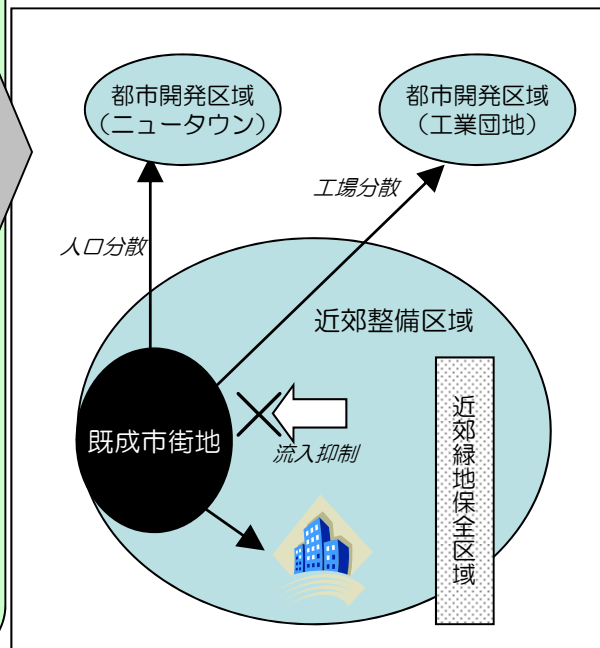 都市開発区域
（ニュータウン）
都市開発区域
（工業団地）
工場分散
人口分散
近郊整備区域
既成市街地
流入抑制
近郊緑地保全区域